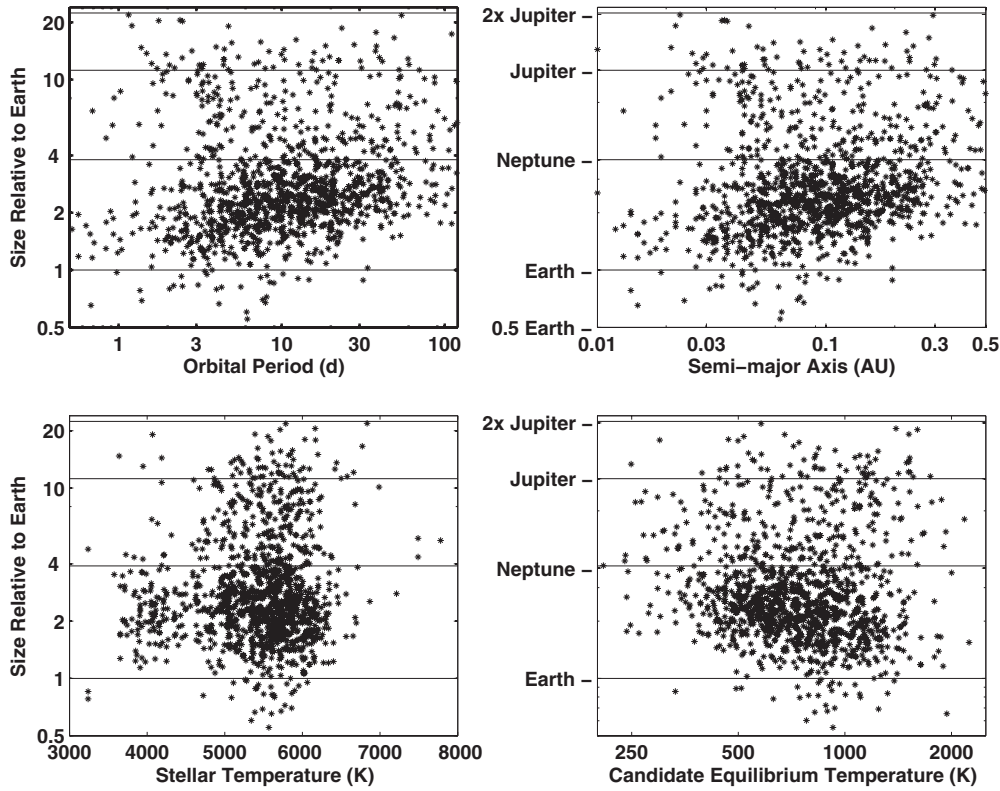 20
10
4
2
1
0.5
Size Relative to Earth
1 3 10 30 100
Orbital Period (d)
2x Jupiter –
Jupiter –
Neptune –
Earth –
0.5 Earth –
0.01 0.03 0.1 0.3 0.5
Semi−major Axis (AU)
20
10
4
2
1
0.5
Size Relative to Earth
3000 4000 5000 6000 7000 8000
Stellar Temperature (K)
2x Jupiter –
Jupiter –
Neptune –
Earth –
250 500 1000 2000
Candidate Equilibrium Temperature (K)